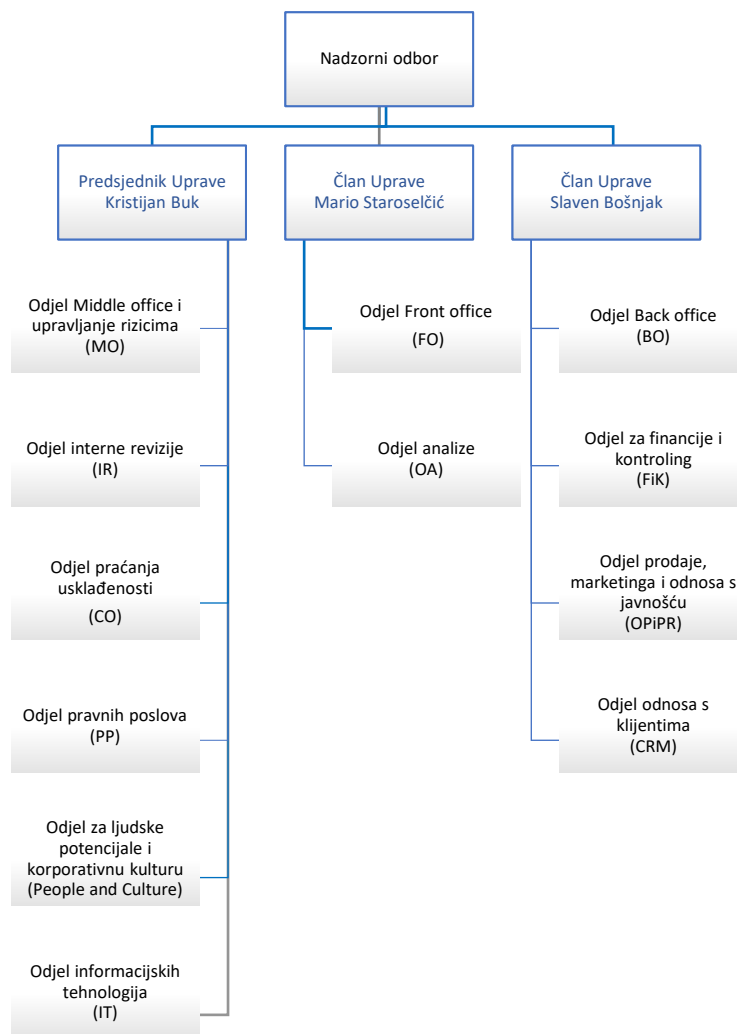 Nadzorni odbor
Predsjednik Uprave
Kristijan Buk
Član Uprave
Mario Staroselčić
Član Uprave
Slaven Bošnjak
Odjel Middle office i
upravljanje rizicima
(MO)
Odjel interne revizije
(IR)
Odjel praćanja
usklađenosti
(CO)
Odjel pravnih poslova
(PP)
Odjel za ljudske
potencijale i
korporativnu kulturu
(People and Culture)
Odjel informacijskih
tehnologija
(IT)
Odjel Front office
(FO)
Odjel analize
(OA)
Odjel Back office
(BO)
Odjel za financije i
kontroling
(FiK)
Odjel prodaje,
marketinga i odnosa s
javnošću
(OPiPR)
Odjel odnosa s
klijentima
(CRM)